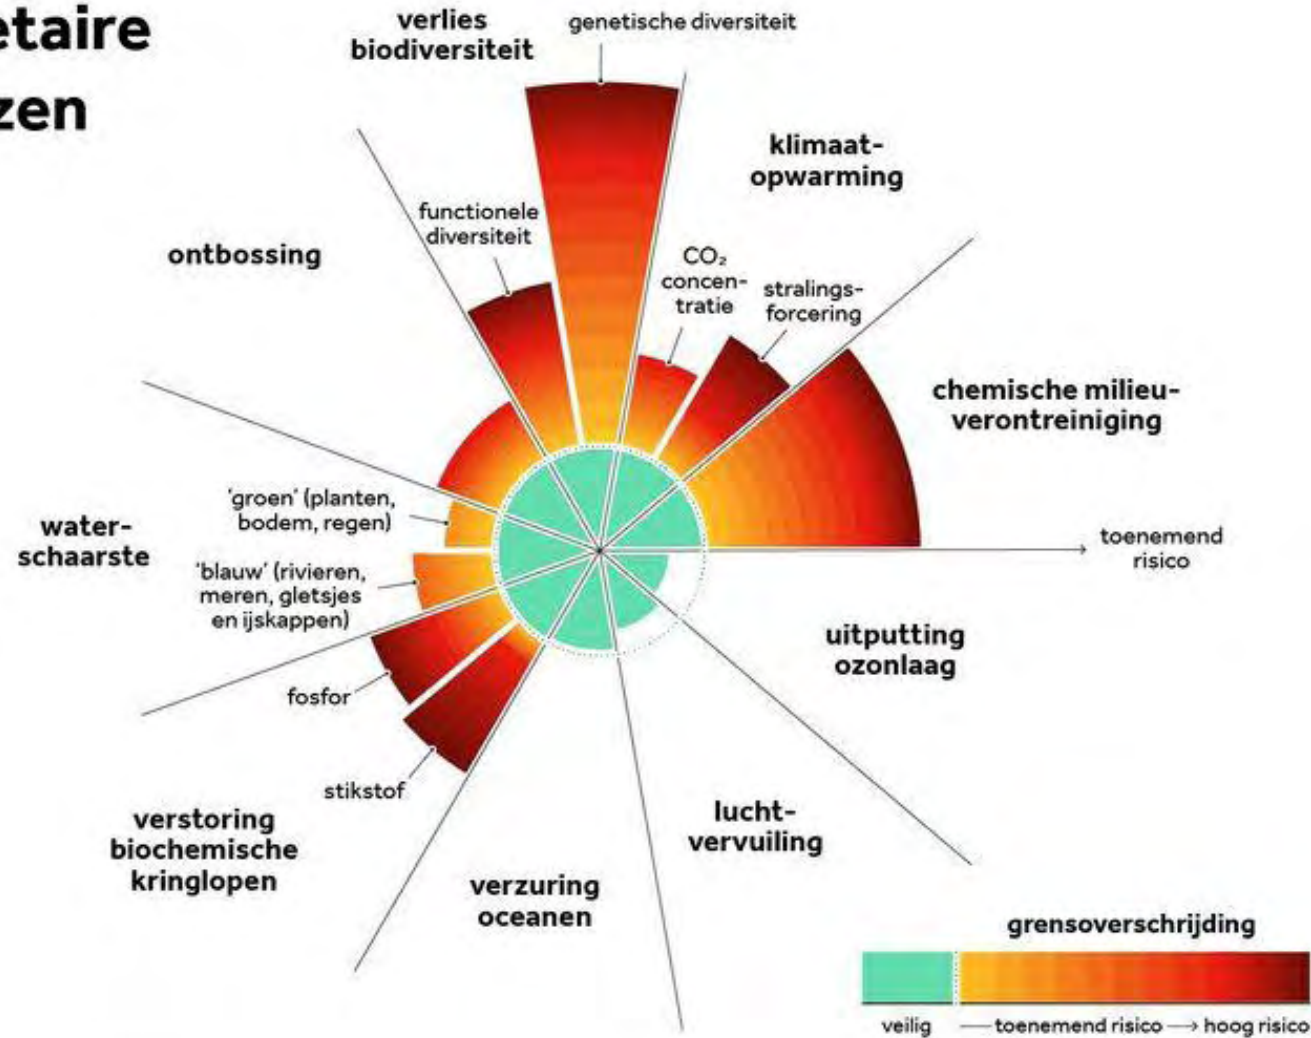 etaire
zen
verlies
biodiversiteit
genetische diversiteit
klimaat-
opwarming
functionele
diversiteit
CO₂
concen-
tratie
stralings-
forcering
ontbossing
chemische milieu-
verontreiniging
'groen' (planten,
bodem, regen)
water-
schaarste
'blauw' (rivieren,
meren, gletsjes
en ijskappen)
toenemend
risico
uitputting
ozonlaag
fosfor
stikstof
verstoring
biochemische
kringlopen
lucht-
vervuiling
verzuring
oceanen
grensoverschrijding
veilig
toenemend risico
hoog risico